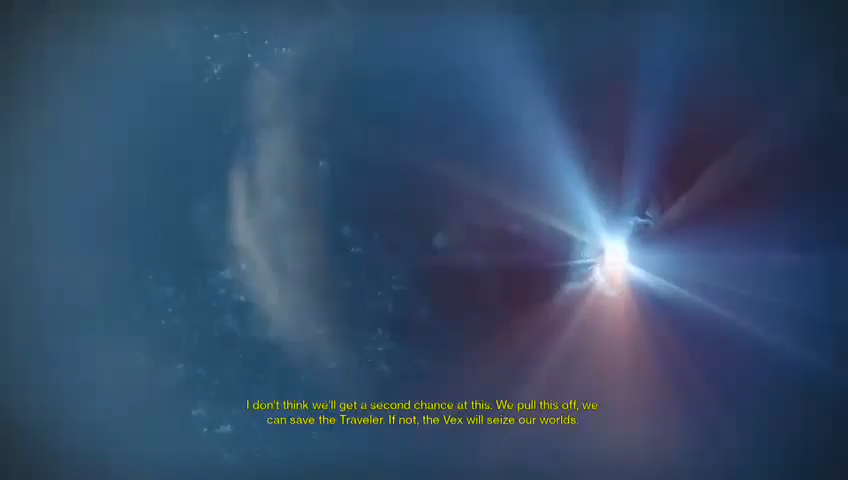 I don't think we'll get a second chance at this. We pull this off, we
can save the Traveler. If not, the Vex will seize our worlds.